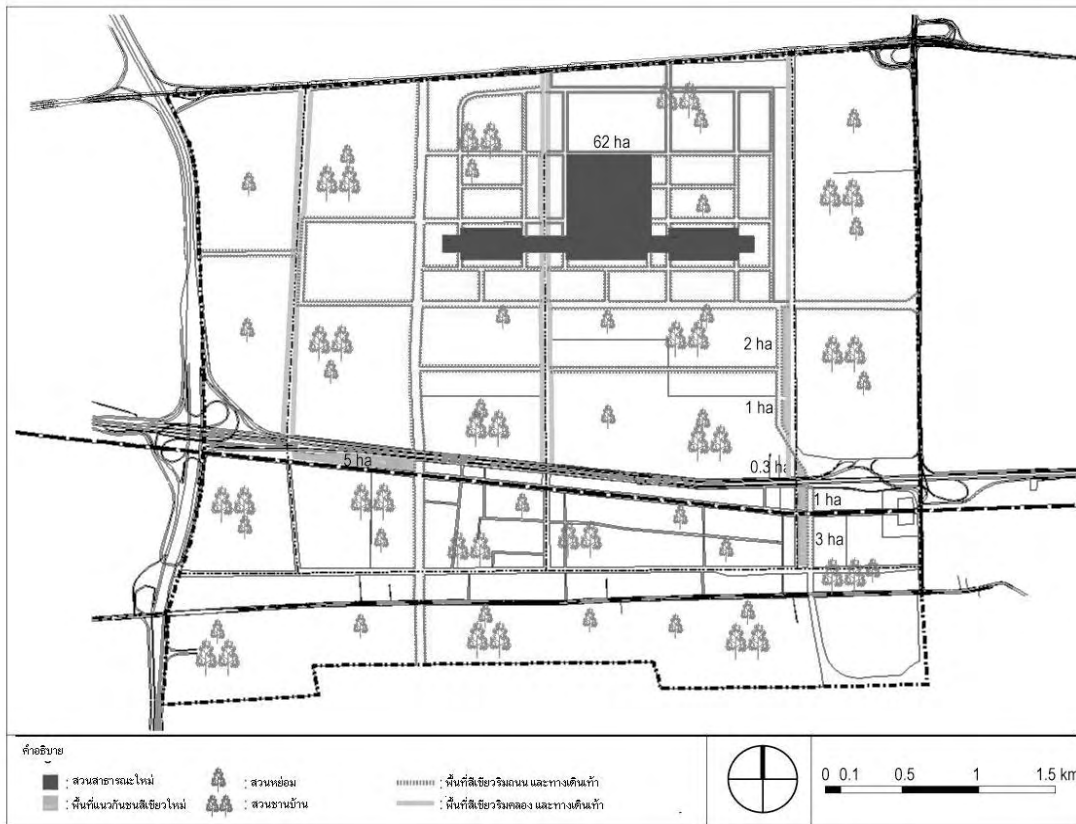 62 ha
2 ha
1 ha
5 ha
0.3 ha
1 ha
3 ha
คำอธิบาย
: สวนสาธารณะใหม่
: สวนหย่อม
: พื้นที่สีเขียวริมถนน และทางเดินเท้า
: พื้นที่แนวกันชนสีเขียวใหม่
: สวนชานบ้าน
: พื้นที่สีเขียวริมคลอง และทางเดินเท้า
0 0.1 0.5 1 1.5 km